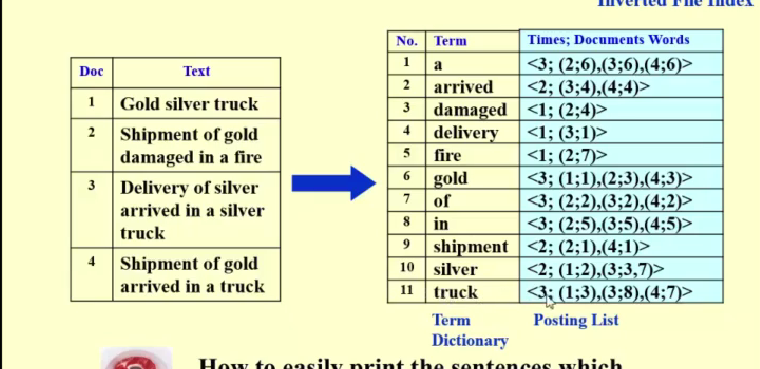 Inverted File Index
Doc Text
1 Gold silver truck
2 Shipment of gold
damaged in a fire
3 Delivery of silver
arrived in a silver
truck
4 Shipment of gold
arrived in a truck
No. Term Times; Documents Words
1 a <3; (2;6),(3;6),(4;6)>
2 arrived <2; (3;4),(4;4)>
3 damaged <1; (2;4)>
4 delivery <1; (3;1)>
5 fire <1; (2;7)>
6 gold <3; (1;1),(2;3),(4;3)>
7 of <3; (2;2),(3;2),(4;2)>
8 in <3; (2;5),(3;5),(4;5)>
9 shipment <2; (2;1),(4;1)>
10 silver <2; (1;2),(3;3,7)>
11 truck <3; (1;3),(3;8),(4;7)>
Term
Dictionary
Posting List
How to easily print the sentences which